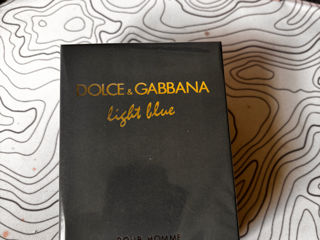 DOLCE & GABBANA
light blue
POUR HOMME